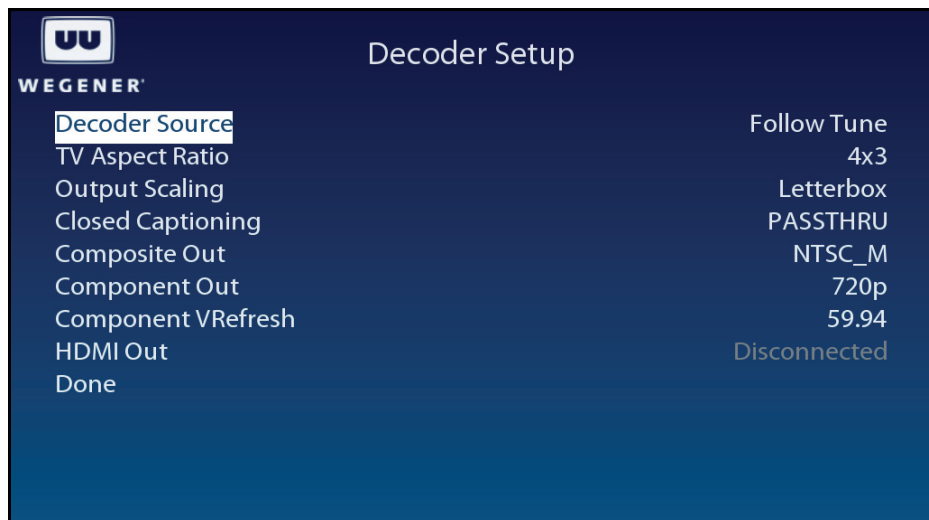 WEGENER
Decoder Setup
Decoder Source Follow Tune
TV Aspect Ratio 4x3
Output Scaling Letterbox
Closed Captioning PASSTHRU
Composite Out NTSC_M
Component Out 720p
Component VRefresh 59.94
HDMI Out Disconnected
Done